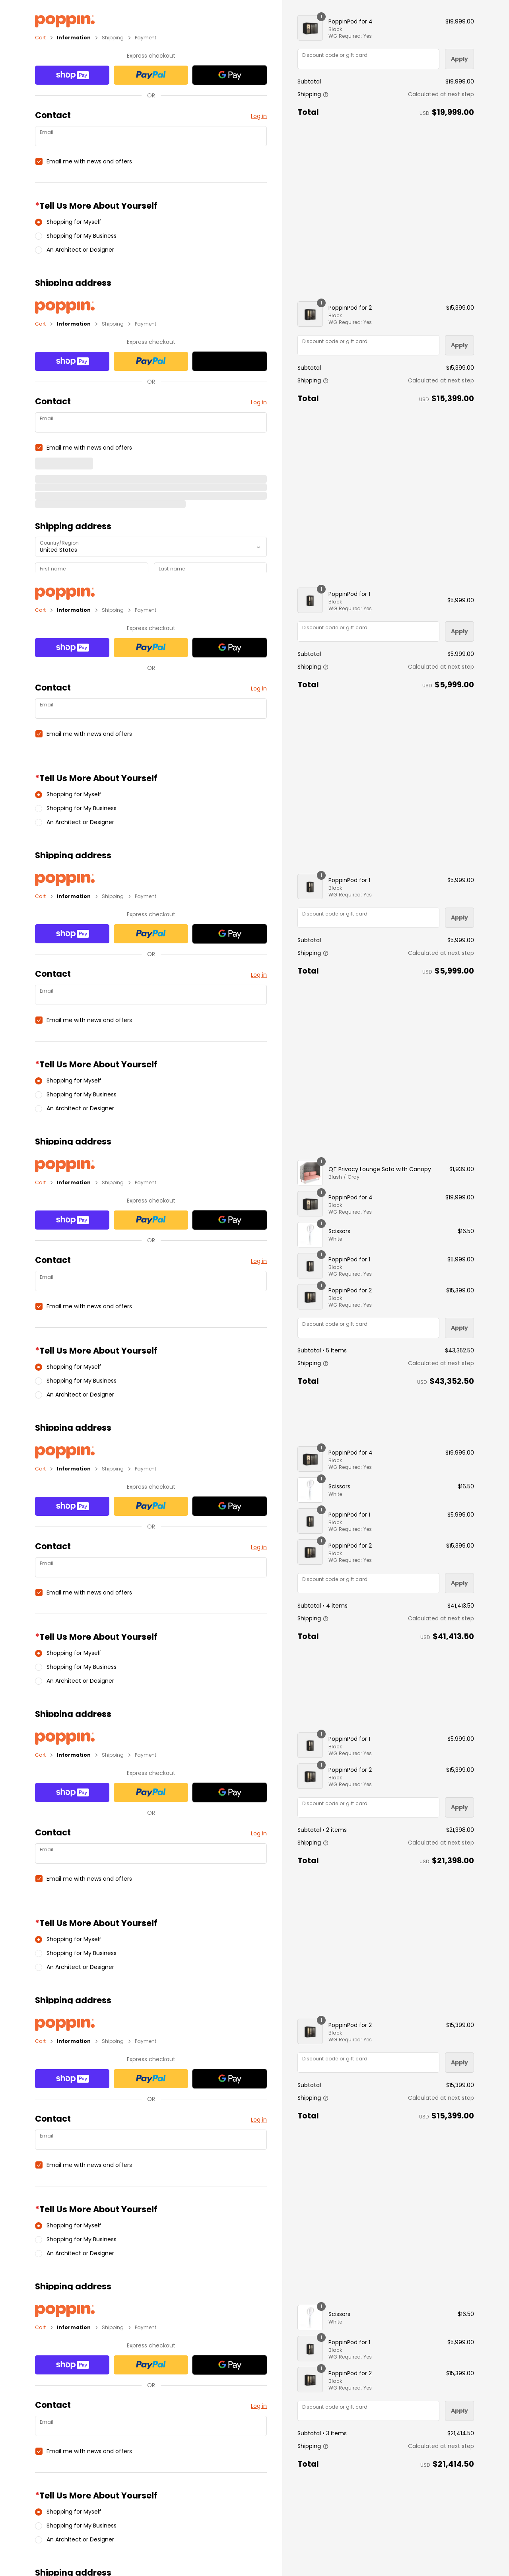 poppin.
Cart > Information > Shipping > Payment
Express checkout
shop Pay
PayPal
G Pay
OR
Contact
Log in
Email
Email me with news and offers
*Tell Us More About Yourself
Shopping for Myself
Shopping for My Business
An Architect or Designer
Shipping address
1
PoppinPod for 4 $19,999.00
Black
WG Required: Yes
Discount code or gift card
Apply
Subtotal $19,999.00
Shipping Calculated at next step
Total USD $19,999.00
poppin.
Cart > Information > Shipping > Payment
Express checkout
shop Pay
PayPal
OR
Contact
Log in
Email
Email me with news and offers
Shipping address
Country/Region
United States
First name
Last name
1
PoppinPod for 2 $15,399.00
Black
WG Required: Yes
Discount code or gift card
Apply
Subtotal $15,399.00
Shipping Calculated at next step
Total USD $15,399.00
poppin.
Cart > Information > Shipping > Payment
Express checkout
shop Pay
PayPal
G Pay
OR
Contact
Log in
Email
Email me with news and offers
*Tell Us More About Yourself
Shopping for Myself
Shopping for My Business
An Architect or Designer
Shipping address
1
PoppinPod for 1 $5,999.00
Black
WG Required: Yes
Discount code or gift card
Apply
Subtotal $5,999.00
Shipping Calculated at next step
Total USD $5,999.00
poppin.
Cart > Information > Shipping > Payment
Express checkout
shop Pay
PayPal
G Pay
OR
Contact
Log in
Email
Email me with news and offers
*Tell Us More About Yourself
Shopping for Myself
Shopping for My Business
An Architect or Designer
Shipping address
1
PoppinPod for 1 $5,999.00
Black
WG Required: Yes
Discount code or gift card
Apply
Subtotal $5,999.00
Shipping Calculated at next step
Total USD $5,999.00
poppin.
Cart > Information > Shipping > Payment
Express checkout
shop Pay
PayPal
G Pay
OR
Contact
Log in
Email
Email me with news and offers
*Tell Us More About Yourself
Shopping for Myself
Shopping for My Business
An Architect or Designer
Shipping address
1
QT Privacy Lounge Sofa with Canopy $1,939.00
Blush / Gray
1
PoppinPod for 4 $19,999.00
Black
WG Required: Yes
1
Scissors $16.50
White
1
PoppinPod for 1 $5,999.00
Black
WG Required: Yes
1
PoppinPod for 2 $15,399.00
Black
WG Required: Yes
Discount code or gift card
Apply
Subtotal • 5 items $43,352.50
Shipping Calculated at next step
Total USD $43,352.50
poppin.
Cart > Information > Shipping > Payment
Express checkout
shop Pay
PayPal
G Pay
OR
Contact
Log in
Email
Email me with news and offers
*Tell Us More About Yourself
Shopping for Myself
Shopping for My Business
An Architect or Designer
Shipping address
1
PoppinPod for 4 $19,999.00
Black
WG Required: Yes
1
Scissors $16.50
White
1
PoppinPod for 1 $5,999.00
Black
WG Required: Yes
1
PoppinPod for 2 $15,399.00
Black
WG Required: Yes
Discount code or gift card
Apply
Subtotal • 4 items $41,413.50
Shipping Calculated at next step
Total USD $41,413.50
poppin.
Cart > Information > Shipping > Payment
Express checkout
shop Pay
PayPal
G Pay
OR
Contact
Log in
Email
Email me with news and offers
*Tell Us More About Yourself
Shopping for Myself
Shopping for My Business
An Architect or Designer
Shipping address
1
PoppinPod for 1 $5,999.00
Black
WG Required: Yes
1
PoppinPod for 2 $15,399.00
Black
WG Required: Yes
Discount code or gift card
Apply
Subtotal • 2 items $21,398.00
Shipping Calculated at next step
Total USD $21,398.00
poppin.
Cart > Information > Shipping > Payment
Express checkout
shop Pay
PayPal
G Pay
OR
Contact
Log in
Email
Email me with news and offers
*Tell Us More About Yourself
Shopping for Myself
Shopping for My Business
An Architect or Designer
Shipping address
1
PoppinPod for 2 $15,399.00
Black
WG Required: Yes
Discount code or gift card
Apply
Subtotal $15,399.00
Shipping Calculated at next step
Total USD $15,399.00
poppin.
Cart > Information > Shipping > Payment
Express checkout
shop Pay
PayPal
G Pay
OR
Contact
Log in
Email
Email me with news and offers
*Tell Us More About Yourself
Shopping for Myself
Shopping for My Business
An Architect or Designer
Shipping address
1
Scissors $16.50
White
1
PoppinPod for 1 $5,999.00
Black
WG Required: Yes
1
PoppinPod for 2 $15,399.00
Black
WG Required: Yes
Discount code or gift card
Apply
Subtotal • 3 items $21,414.50
Shipping Calculated at next step
Total USD $21,414.50